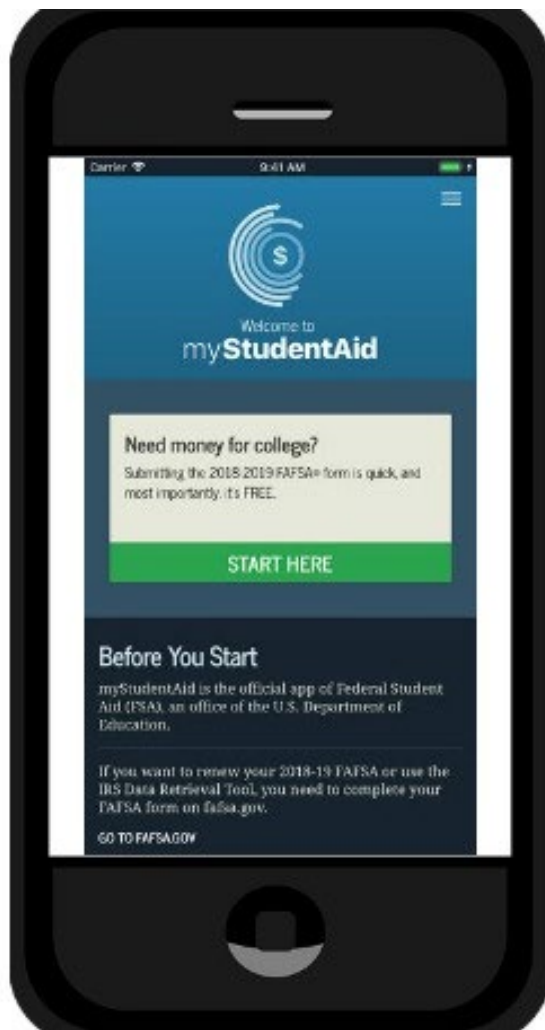 Carrier 9:41 AM
$
Welcome to
myStudentAid
Need money for college?
Submitting the 2018-2019 FAFSA® form is quick, and
most importantly, it's FREE.
START HERE
Before You Start
myStudentAid is the official app of Federal Student
Aid (FSA), an office of the U.S. Department of
Education.
If you want to renew your 2018-19 FAFSA or use the
IRS Data Retrieval Tool, you need to complete your
FAFSA form on fafsa.gov.
GO TO FAFSA.GOV